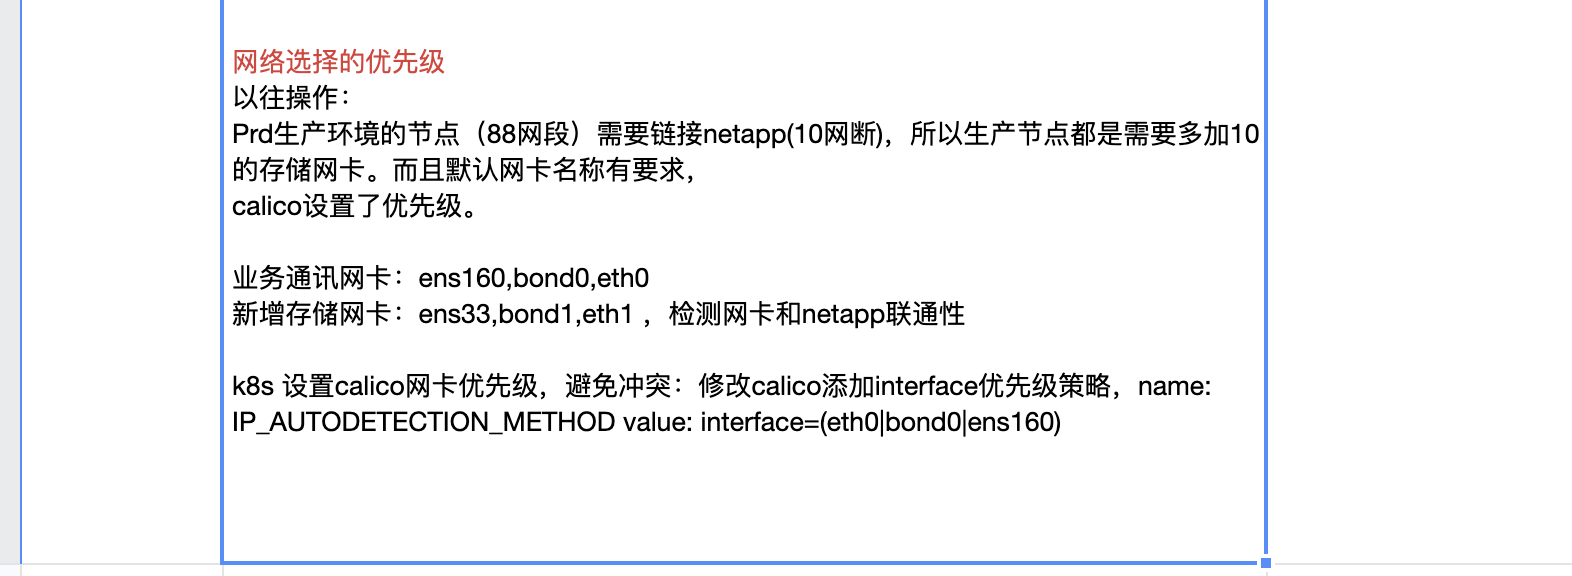 网络选择的优先级
以往操作：
Prd生产环境的节点（88网段）需要链接netapp(10网断)，所以生产节点都是需要多加10
的存储网卡。而且默认网卡名称有要求，
calico设置了优先级。
业务通讯网卡：ens160,bond0,eth0
新增存储网卡：ens33,bond1,eth1 ，检测网卡和netapp联通性
k8s 设置calico网卡优先级，避免冲突：修改calico添加interface优先级策略，name:
IP_AUTODETECTION_METHOD value: interface=(eth0|bond0|ens160)